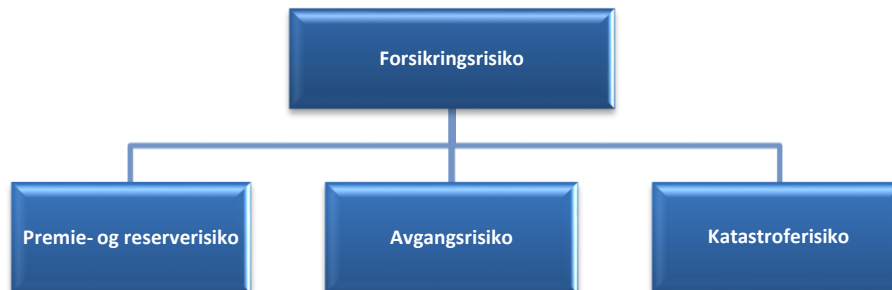 Forsikringsrisiko
Premie- og reserverisiko
Avgangsrisiko
Katastroferisiko